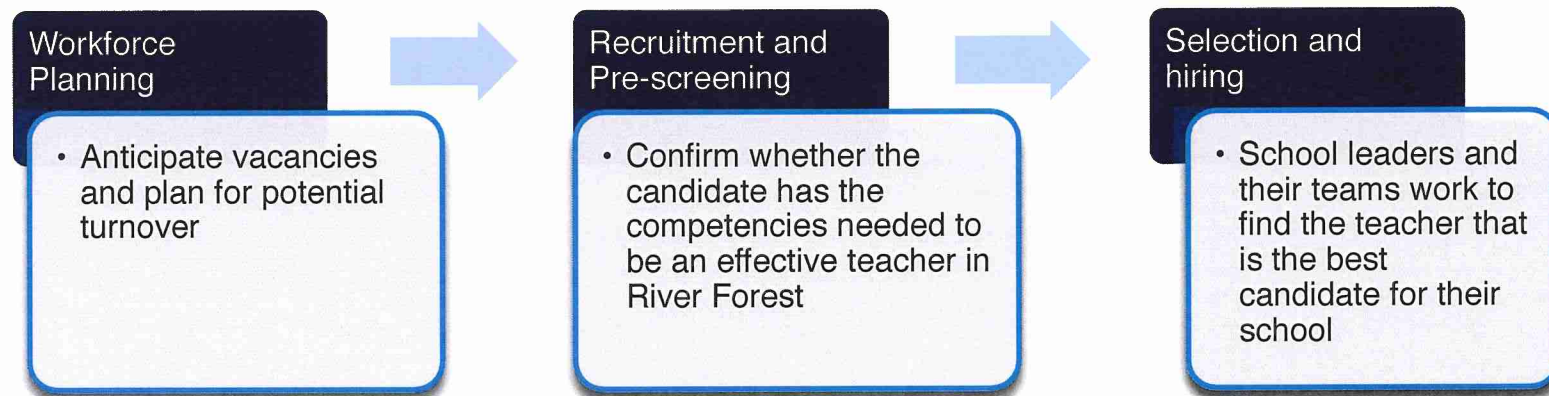 Workforce
Planning
• Anticipate vacancies
and plan for potential
turnover
Recruitment and
Pre-screening
• Confirm whether the
candidate has the
competencies needed to
be an effective teacher in
River Forest
Selection and
hiring
• School leaders and
their teams work to
find the teacher that
is the best
candidate for their
school